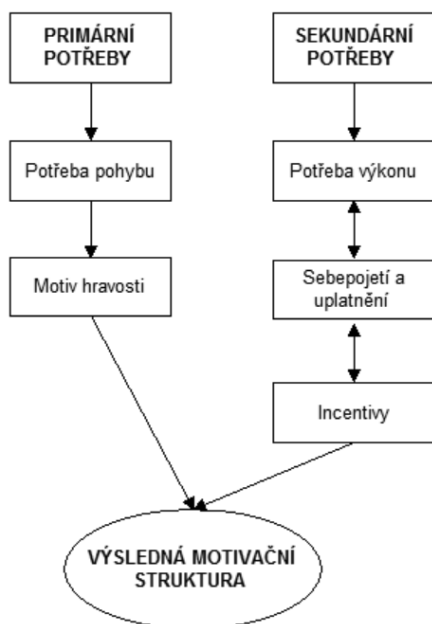 PRIMÁRNÍ
POTŘEBY
SEKUNDÁRNÍ
POTŘEBY
Potřeba pohybu
Potřeba výkonu
Motiv hravosti
Sebepojetí a
uplatnění
Incentivy
VÝSLEDNÁ MOTIVAČNÍ
STRUKTURA